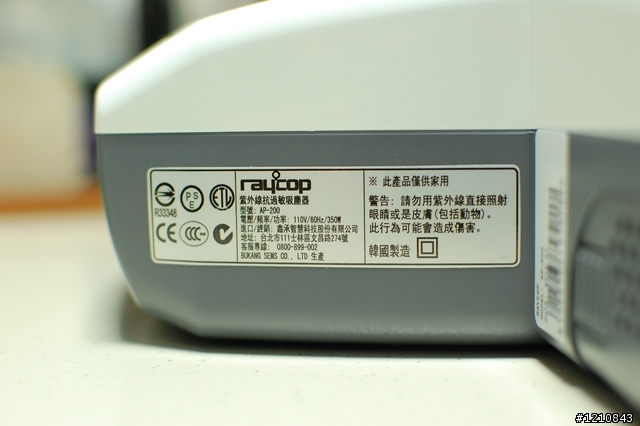 R33348
PS
E
ETL
CE
CCC
raycop
紫外線抗過敏吸塵器
型號: AP-200
電壓/頻率/功率: 110V/60Hz/350W
進口/經銷: 鑫承智慧科技股份有限公司
地址: 台北市111士林區文昌路274號
客服專線: 0800-899-002
BUKANG SEMS CO., LTD 生產
※ 此產品僅供家用
警告: 請勿用紫外線直接照射
眼睛或是皮膚(包括動物)。
此行為可能會造成傷害。
韓國製造
#1210843